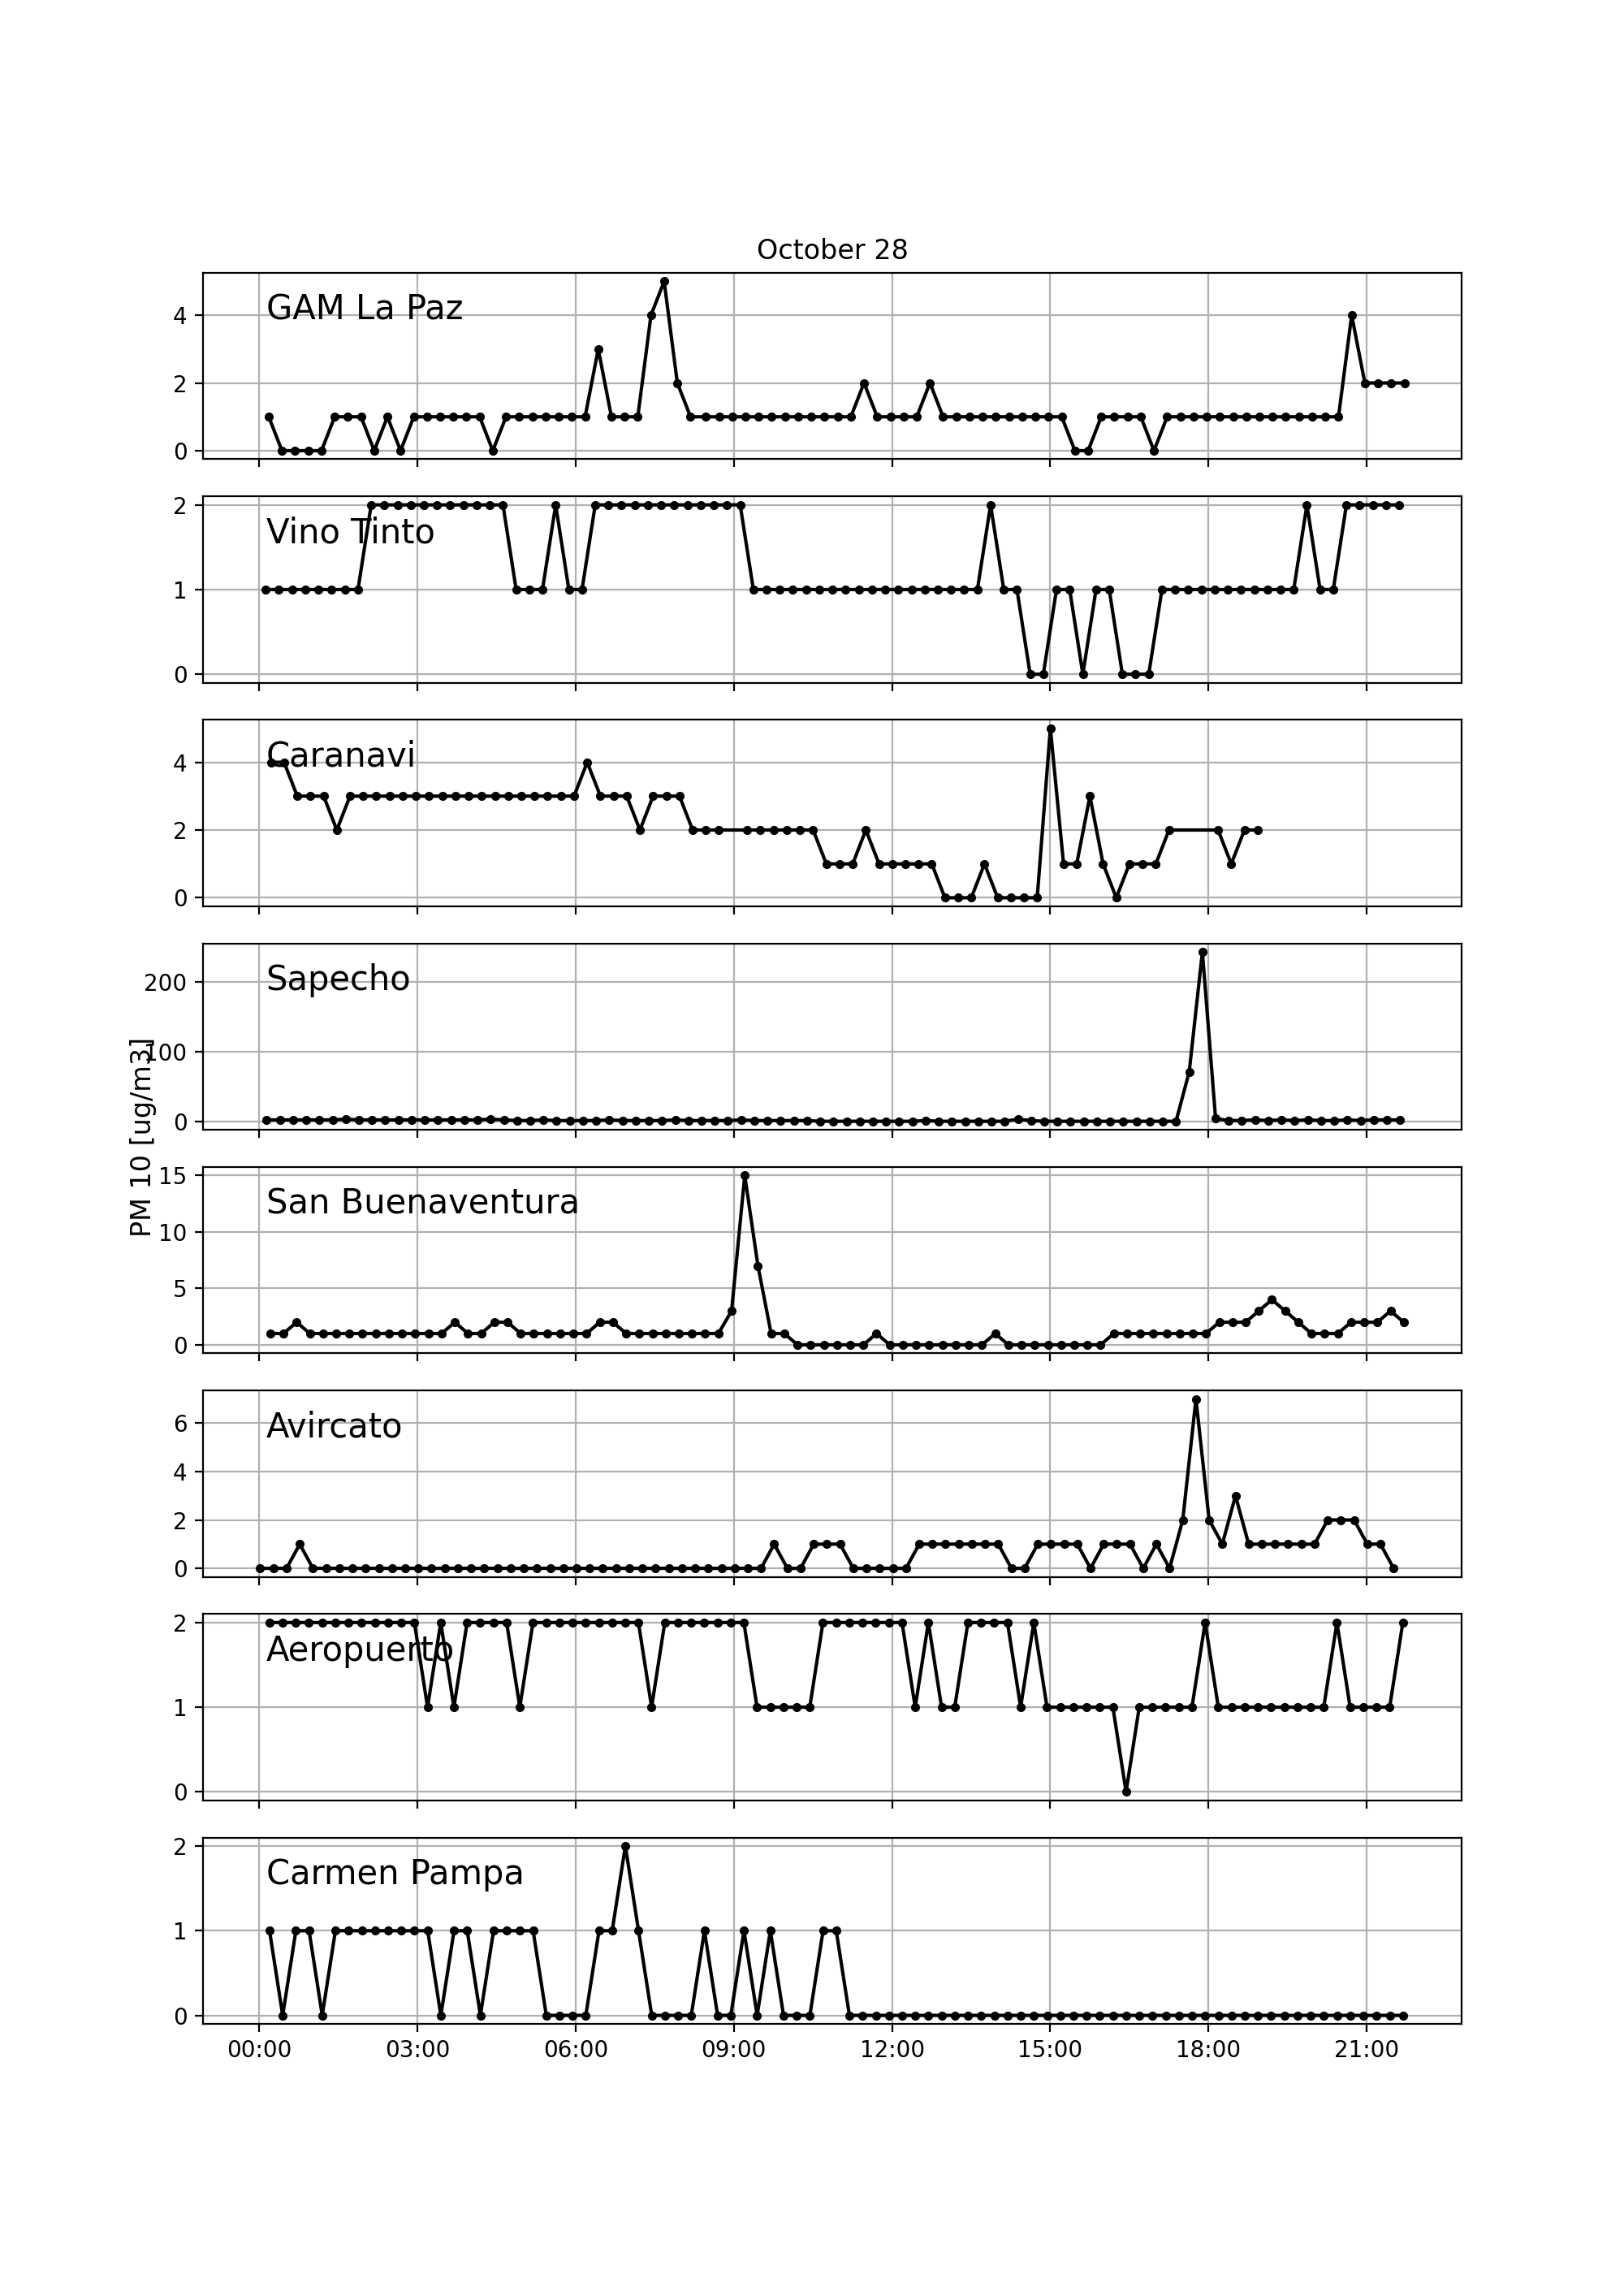 October 28
GAM La Paz
4
2
0
Vino Tinto
2
1
0
Caranavi
4
2
0
Sapecho
200
100
0
PM 10 [ug/m3]
San Buenaventura
15
10
5
0
Avircato
6
4
2
0
Aeropuerto
2
1
0
Carmen Pampa
2
1
0
00:00 03:00 06:00 09:00 12:00 15:00 18:00 21:00